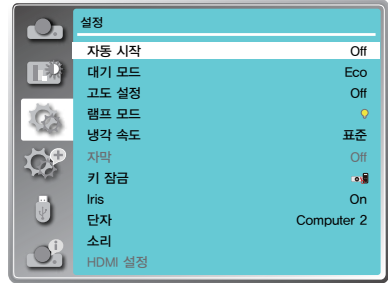 설정
자동 시작 Off
대기 모드 Eco
고도 설정 Off
램프 모드
냉각 속도 표준
자막 Off
키 잠금
Iris On
단자 Computer 2
소리
HDMI 설정